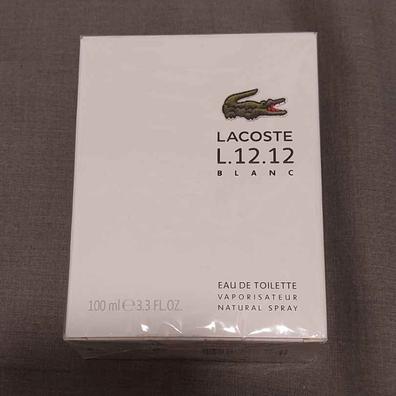 LACOSTE
L.12.12
BLANC
EAU DE TOILETTE
VAPORISATEUR
NATURAL SPRAY
100 ml ℮ 3.3 FL.OZ.